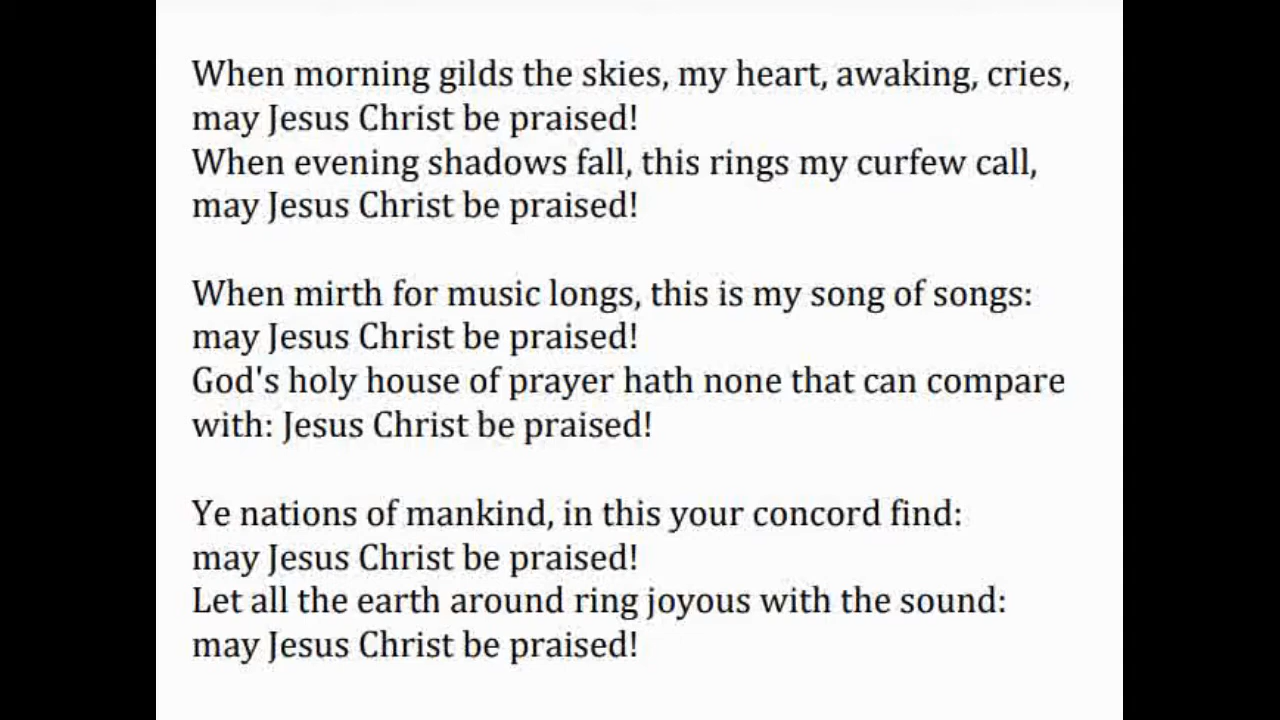 When morning gilds the skies, my heart, awaking, cries,
may Jesus Christ be praised!
When evening shadows fall, this rings my curfew call,
may Jesus Christ be praised!
When mirth for music longs, this is my song of songs:
may Jesus Christ be praised!
God's holy house of prayer hath none that can compare
with: Jesus Christ be praised!
Ye nations of mankind, in this your concord find:
may Jesus Christ be praised!
Let all the earth around ring joyous with the sound:
may Jesus Christ be praised!